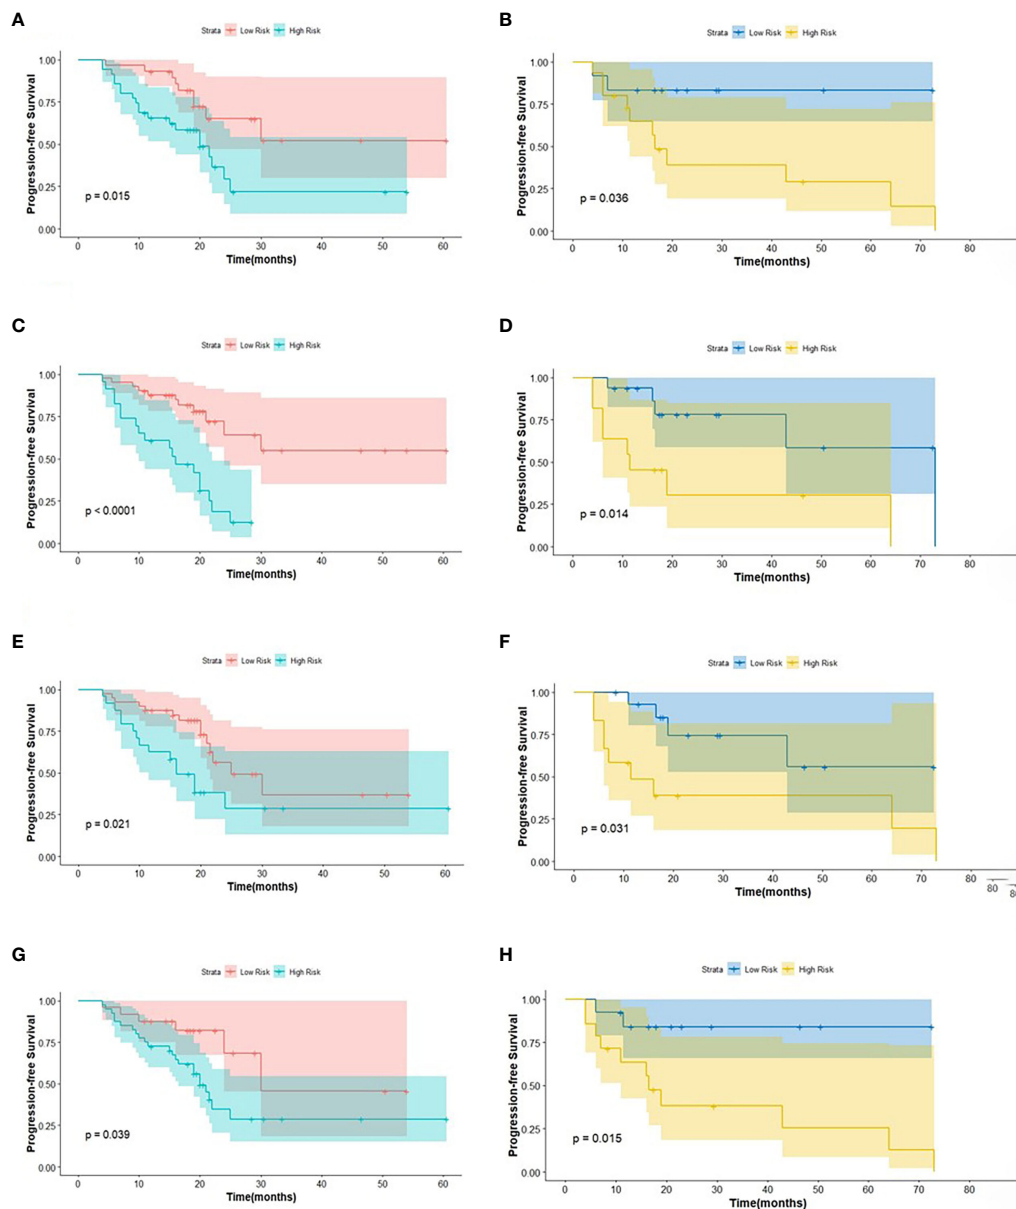 A
Strata Low Risk High Risk
Progression-free Survival
1.00
0.75
0.50
0.25
0.00
p = 0.015
0 10 20 30 40 50 60
Time(months)
B
Strata Low Risk High Risk
Progression-free Survival
1.00
0.75
0.50
0.25
0.00
p = 0.036
0 10 20 30 40 50 60 70 80
Time(months)
C
Strata Low Risk High Risk
Progression-free Survival
1.00
0.75
0.50
0.25
0.00
p < 0.0001
0 10 20 30 40 50 60
Time(months)
D
Strata Low Risk High Risk
Progression-free Survival
1.00
0.75
0.50
0.25
0.00
p = 0.014
0 10 20 30 40 50 60 70 80
Time(months)
E
Strata Low Risk High Risk
Progression-free Survival
1.00
0.75
0.50
0.25
0.00
p = 0.021
0 10 20 30 40 50 60
Time(months)
F
Strata Low Risk High Risk
Progression-free Survival
1.00
0.75
0.50
0.25
0.00
p = 0.031
0 10 20 30 40 50 60 70 80
80
Time(months)
G
Strata Low Risk High Risk
Progression-free Survival
1.00
0.75
0.50
0.25
0.00
p = 0.039
0 10 20 30 40 50 60
Time(months)
H
Strata Low Risk High Risk
Progression-free Survival
1.00
0.75
0.50
0.25
0.00
p = 0.015
0 10 20 30 40 50 60 70 80
Time(months)